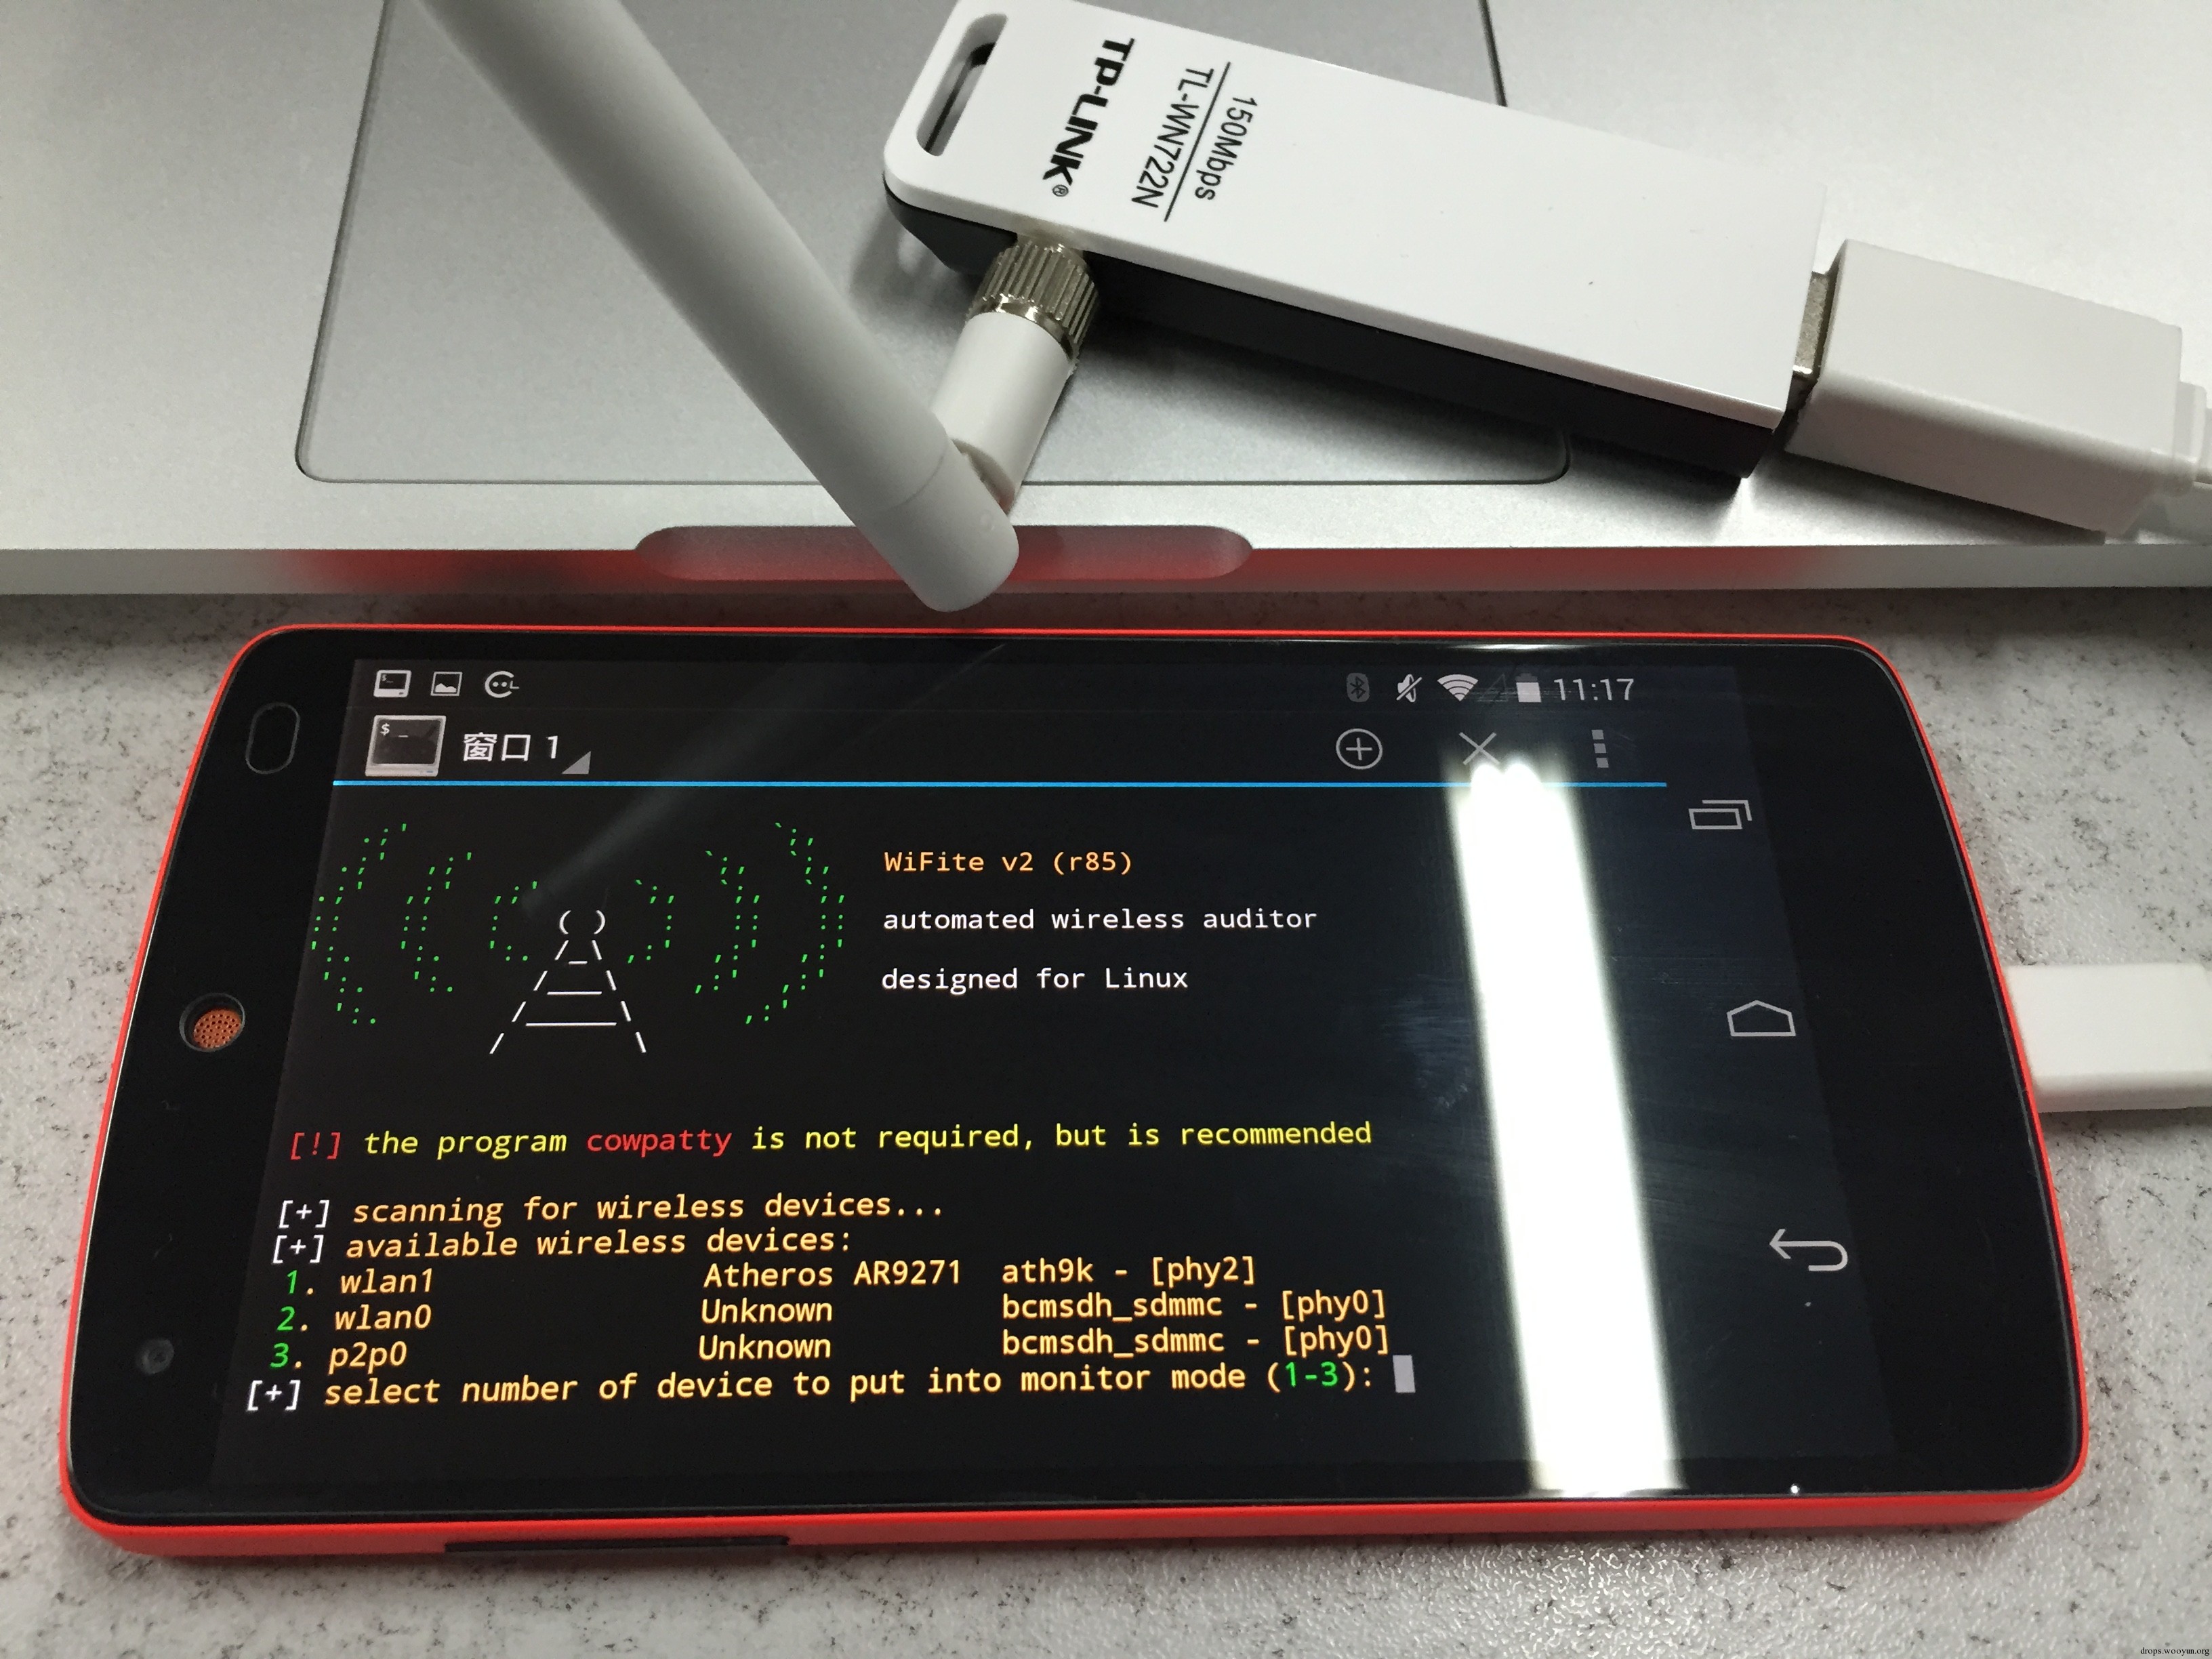 TP-LINK®
TL-WN722N
150Mbps
11:17
$ _
窗口 1
WiFite v2 (r85)
automated wireless auditor
designed for Linux
[!] the program cowpatty is not required, but is recommended
[+] scanning for wireless devices...
[+] available wireless devices:
1. wlan1 Atheros AR9271 ath9k - [phy2]
2. wlan0 Unknown bcmsdh_sdmmc - [phy0]
3. p2p0 Unknown bcmsdh_sdmmc - [phy0]
[+] select number of device to put into monitor mode (1-3):
drops.wooyun.org